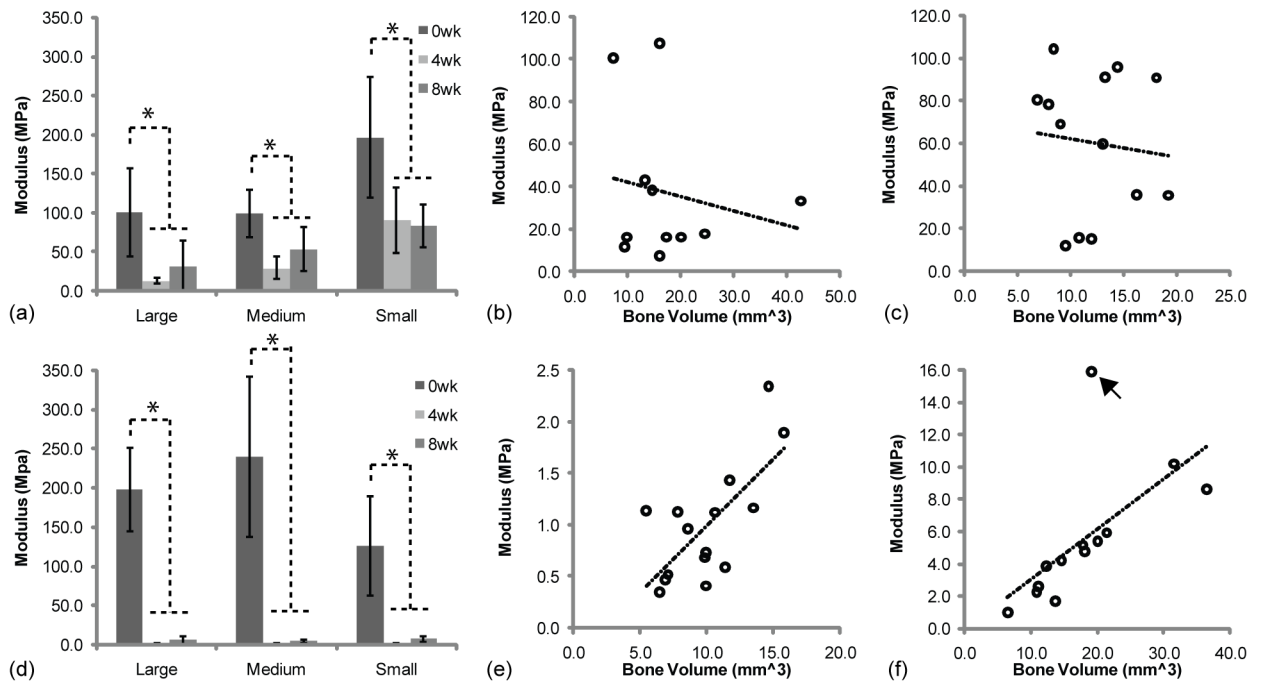 350.0
300.0
250.0
200.0
150.0
100.0
50.0
0.0
Modulus (MPa)
*
*
*
0wk
4wk
8wk
Large Medium Small
(a)
120.0
100.0
80.0
60.0
40.0
20.0
0.0
Modulus (MPa)
0.0 10.0 20.0 30.0 40.0 50.0
Bone Volume (mm^3)
(b)
120.0
100.0
80.0
60.0
40.0
20.0
0.0
Modulus (MPa)
0.0 5.0 10.0 15.0 20.0 25.0
Bone Volume (mm^3)
(c)
350.0
300.0
250.0
200.0
150.0
100.0
50.0
0.0
Modulus (Mpa)
*
*
*
0wk
4wk
8wk
Large Medium Small
(d)
2.5
2.0
1.5
1.0
0.5
0.0
Modulus (MPa)
0.0 5.0 10.0 15.0 20.0
Bone Volume (mm^3)
(e)
16.0
14.0
12.0
10.0
8.0
6.0
4.0
2.0
0.0
Modulus (MPa)
0.0 10.0 20.0 30.0 40.0
Bone Volume (mm^3)
(f)